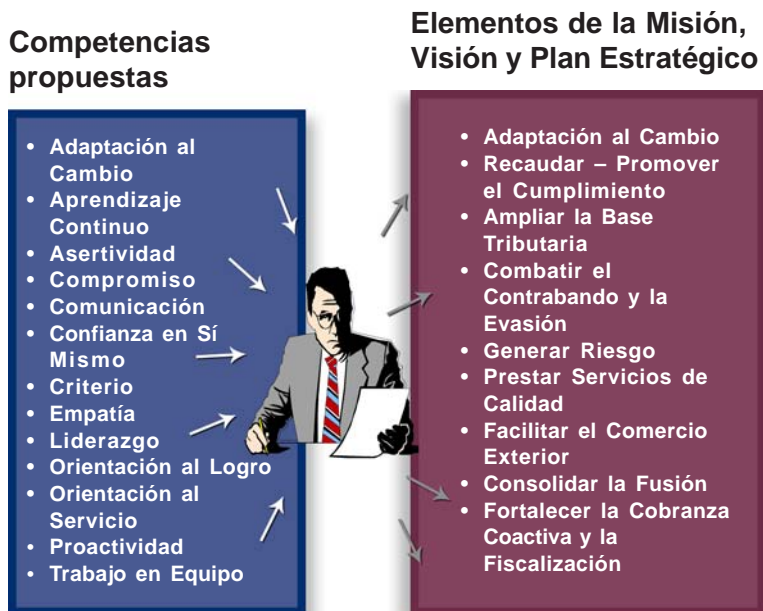 Competencias
propuestas
• Adaptación al
Cambio
• Aprendizaje
Continuo
• Asertividad
• Compromiso
• Comunicación
• Confianza en Sí
Mismo
• Criterio
• Empatía
• Liderazgo
• Orientación al Logro
• Orientación al
Servicio
• Proactividad
• Trabajo en Equipo
Elementos de la Misión,
Visión y Plan Estratégico
• Adaptación al Cambio
• Recaudar – Promover
el Cumplimiento
• Ampliar la Base
Tributaria
• Combatir el
Contrabando y la
Evasión
• Generar Riesgo
• Prestar Servicios de
Calidad
• Facilitar el Comercio
Exterior
• Consolidar la Fusión
• Fortalecer la Cobranza
Coactiva y la
Fiscalización